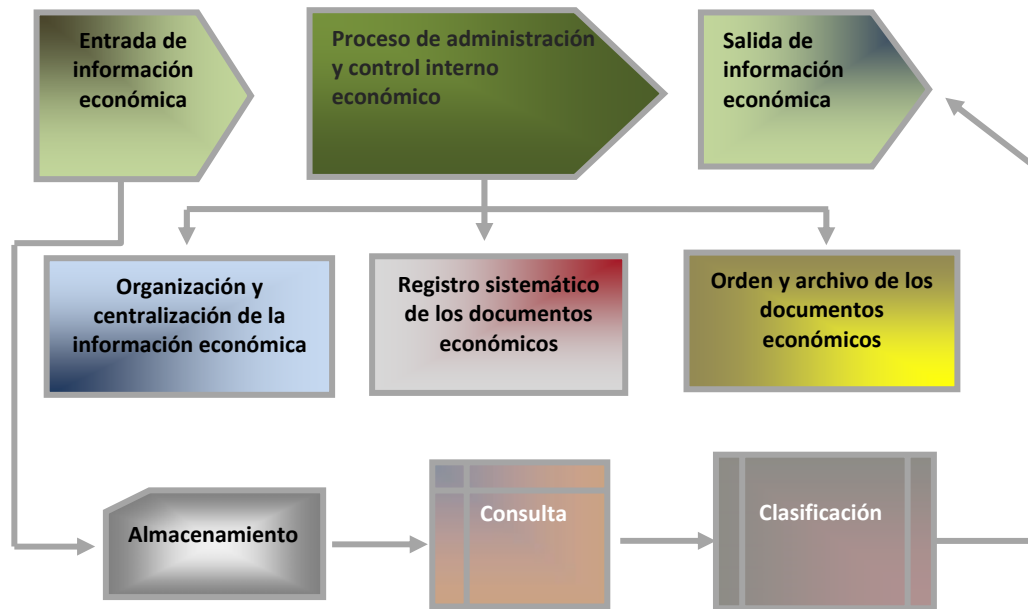 Entrada de
información
económica
Proceso de administración
y control interno
económico
Salida de
información
económica
Organización y
centralización de la
información económica
Registro sistemático
de los documentos
económicos
Orden y archivo de los
documentos
económicos
Almacenamiento
Consulta
Clasificación